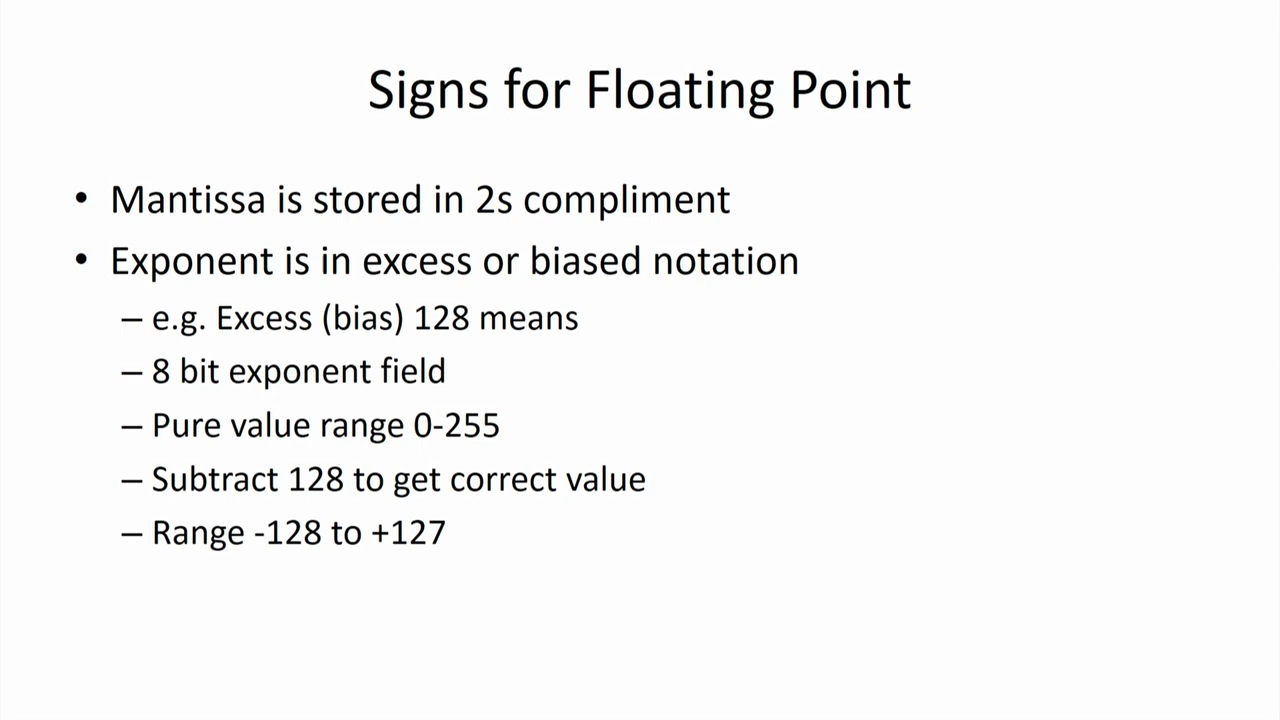 Signs for Floating Point
• Mantissa is stored in 2s compliment
• Exponent is in excess or biased notation
– e.g. Excess (bias) 128 means
– 8 bit exponent field
– Pure value range 0-255
– Subtract 128 to get correct value
– Range -128 to +127